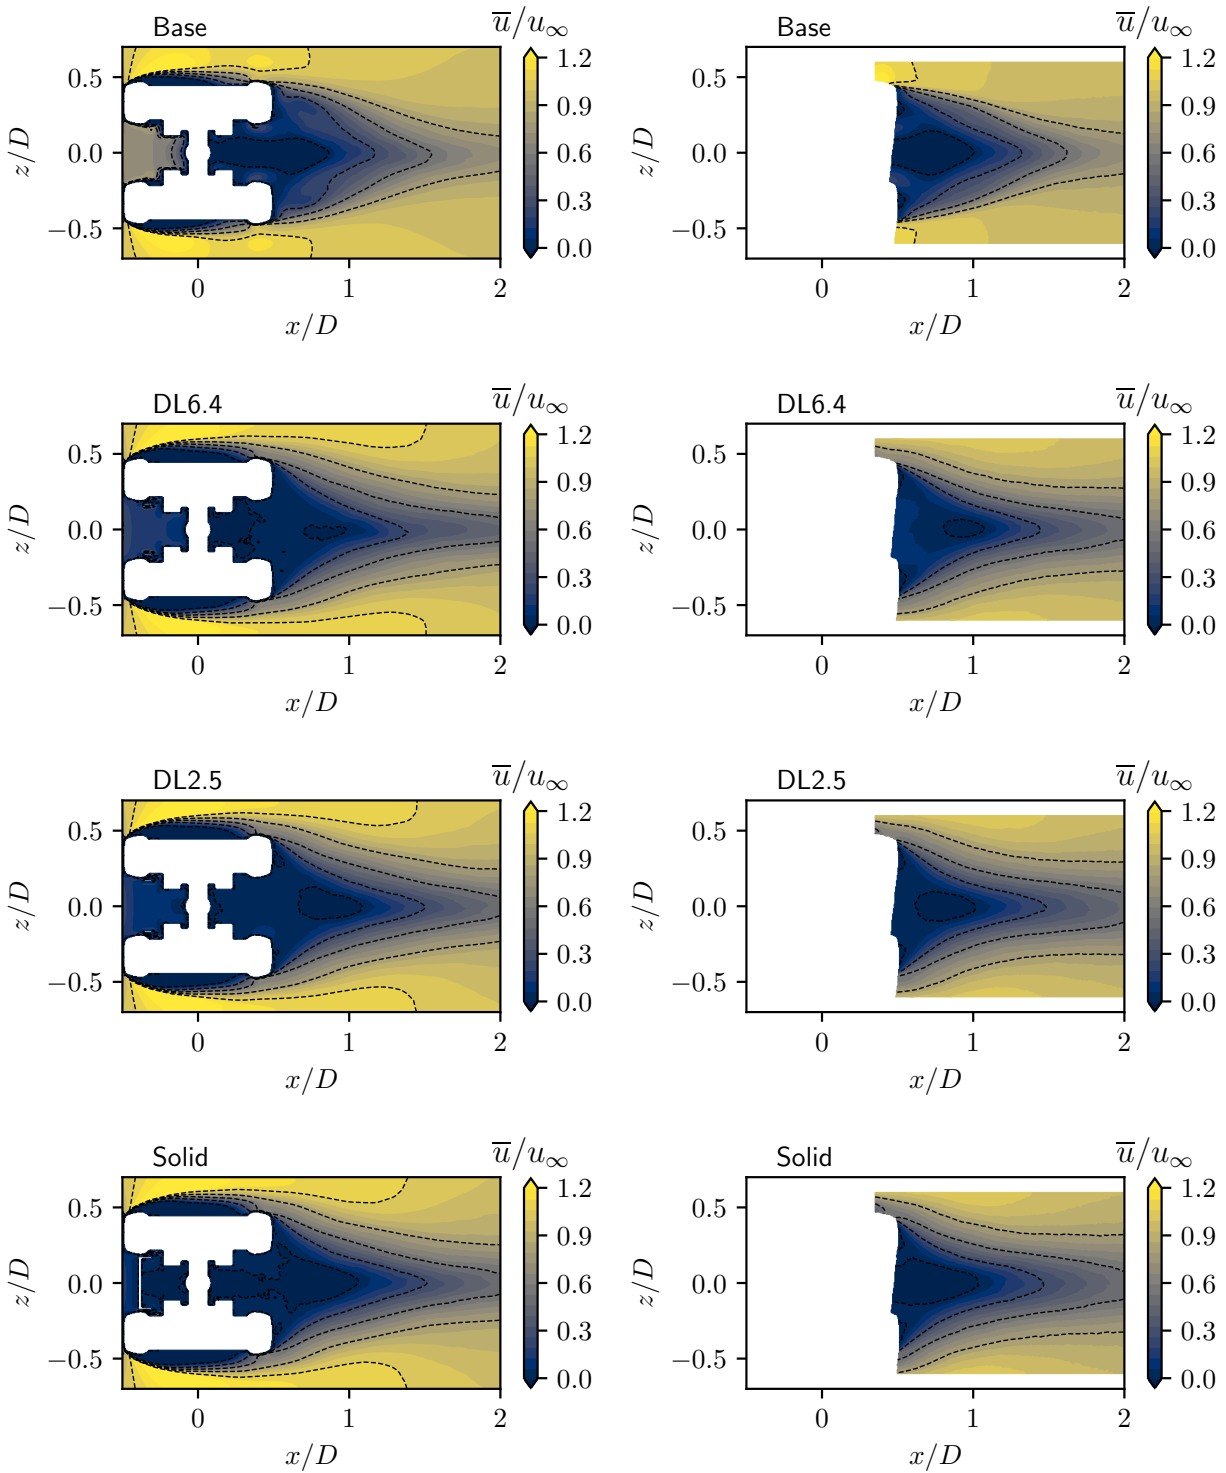 Base u̅/u∞ Base u̅/u∞
0.5 1.2 0.5 1.2
0.9 0.9
z/D 0.0 0.6 z/D 0.0 0.6
0.3 0.3
−0.5 0.0 −0.5 0.0
0 1 2 0 1 2
x/D x/D
DL6.4 u̅/u∞ DL6.4 u̅/u∞
0.5 1.2 0.5 1.2
0.9 0.9
z/D 0.0 0.6 z/D 0.0 0.6
0.3 0.3
−0.5 0.0 −0.5 0.0
0 1 2 0 1 2
x/D x/D
DL2.5 u̅/u∞ DL2.5 u̅/u∞
0.5 1.2 0.5 1.2
0.9 0.9
z/D 0.0 0.6 z/D 0.0 0.6
0.3 0.3
−0.5 0.0 −0.5 0.0
0 1 2 0 1 2
x/D x/D
Solid u̅/u∞ Solid u̅/u∞
0.5 1.2 0.5 1.2
0.9 0.9
z/D 0.0 0.6 z/D 0.0 0.6
0.3 0.3
−0.5 0.0 −0.5 0.0
0 1 2 0 1 2
x/D x/D